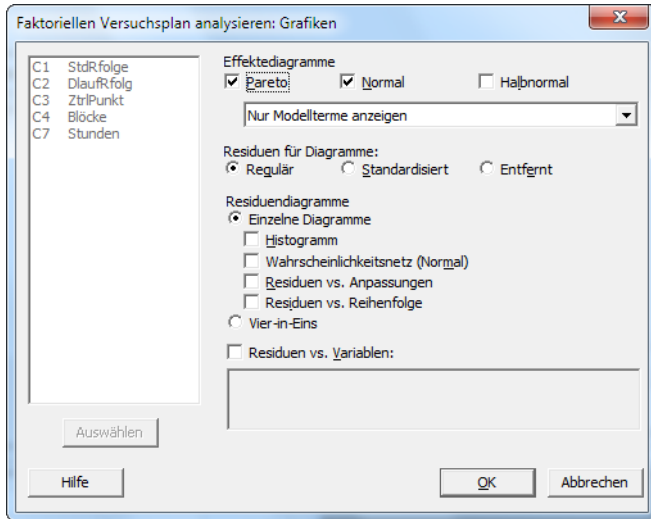 Faktoriellen Versuchsplan analysieren: Grafiken
C1 StdRfolge
C2 DlaufRfolg
C3 ZtrlPunkt
C4 Blöcke
C7 Stunden
Effektediagramme
Pareto Normal Halbnormal
Nur Modellterme anzeigen
Residuen für Diagramme:
Regulär Standardisiert Entfernt
Residuendiagramme
Einzelne Diagramme
Histogramm
Wahrscheinlichkeitsnetz (Normal)
Residuen vs. Anpassungen
Residuen vs. Reihenfolge
Vier-in-Eins
Residuen vs. Variablen:
Auswählen
Hilfe OK Abbrechen